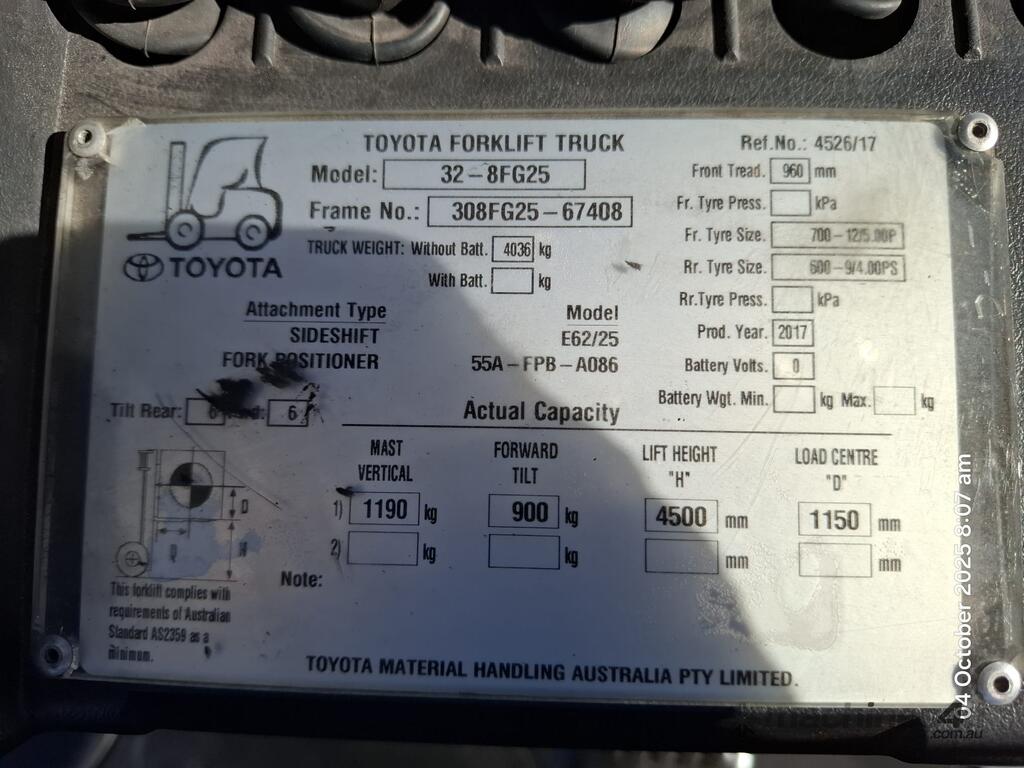 TOYOTA FORKLIFT TRUCK
Ref.No.: 4526/17
Model: 32-8FG25
Front Tread. 960 mm
Frame No.: 308FG25-67408
Fr. Tyre Press. kPa
TRUCK WEIGHT: Without Batt. 4036 kg
Fr. Tyre Size. 700-12/5.00P
TOYOTA
With Batt. kg
Rr. Tyre Size. 600-9/4.00PS
Rr.Tyre Press. kPa
Attachment Type Model
Prod. Year. 2017
SIDESHIFT E62/25
Battery Volts. 0
FORK POSITIONER 55A-FPB-A086
Battery Wgt. Min. kg Max. kg
Tilt Rear: 6 6
Actual Capacity
MAST VERTICAL
FORWARD TILT
LIFT HEIGHT "H"
LOAD CENTRE "D"
1) 1190 kg 900 kg 4500 mm 1150 mm
2) kg kg mm mm
D
H
Note:
This forklift complies with
requirements of Australian
Standard AS2359 as a
minimum.
TOYOTA MATERIAL HANDLING AUSTRALIA PTY LIMITED.
04 October 2025 8:07 am
machines4u
.com.au